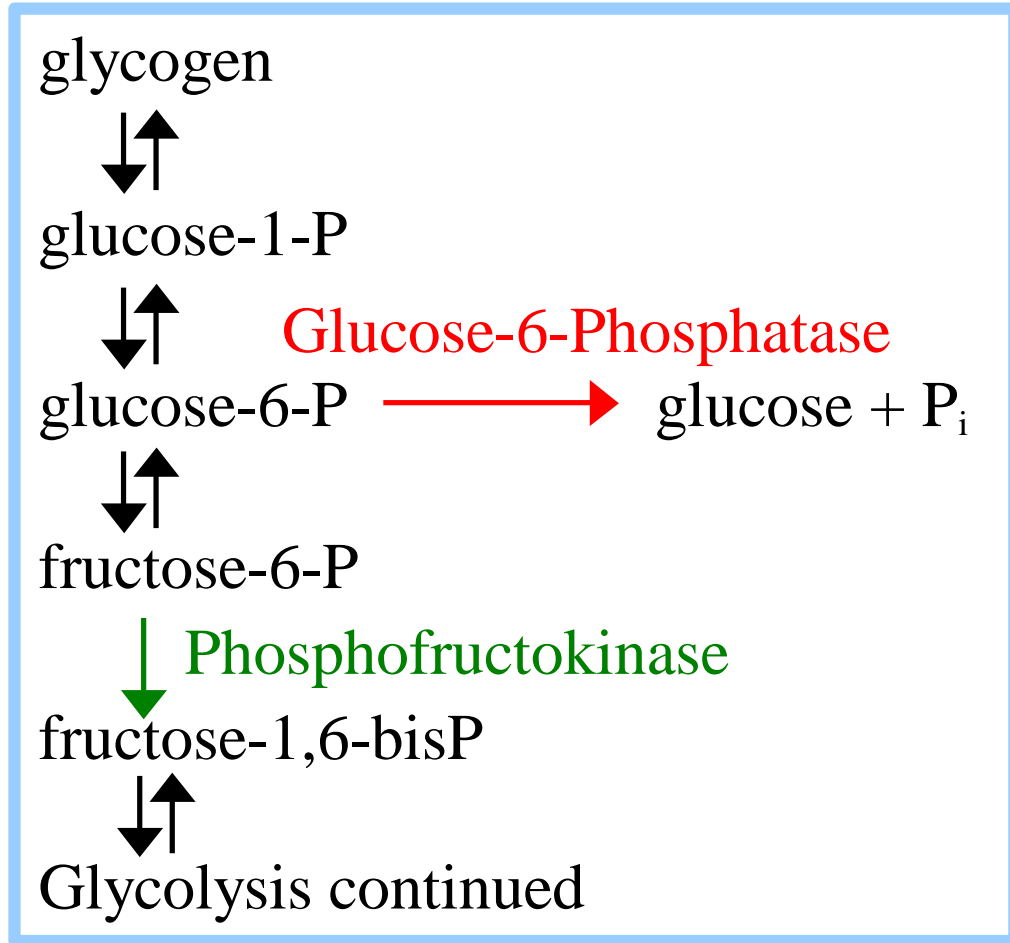 glycogen
glucose-1-P
Glucose-6-Phosphatase
glucose-6-P glucose + Pi
fructose-6-P
Phosphofructokinase
fructose-1,6-bisP
Glycolysis continued